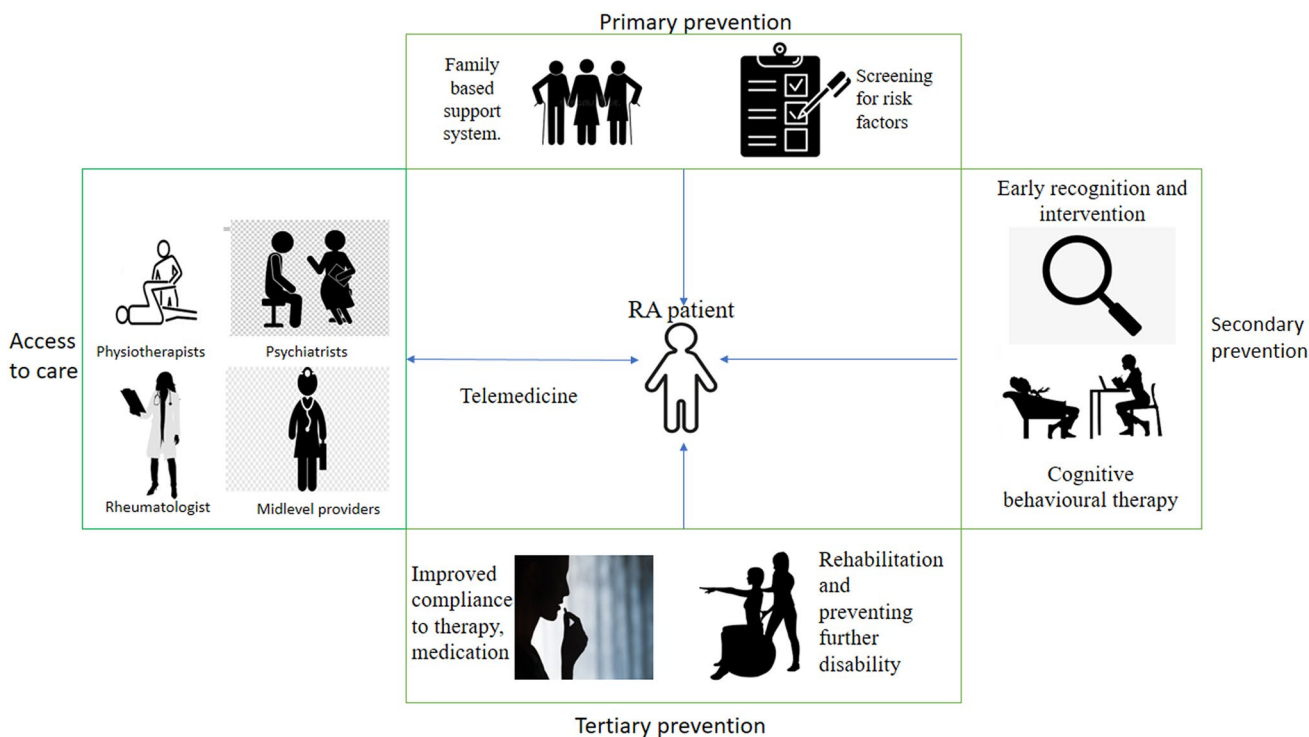 Primary prevention
Family
based
support
system.
Screening
for risk
factors
Early recognition and
intervention
RA patient
Access
to care
Physiotherapists
Psychiatrists
Secondary
prevention
Telemedicine
Rheumatologist
Midlevel providers
Cognitive
behavioural therapy
Improved
compliance
to therapy,
medication
Rehabilitation
and
preventing
further
disability
Tertiary prevention